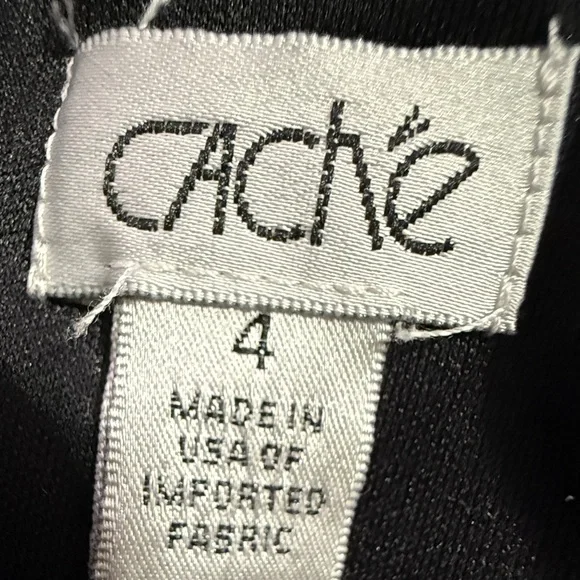 CAChé
4
MADE IN
USA OF
IMPORTED
FABRIC